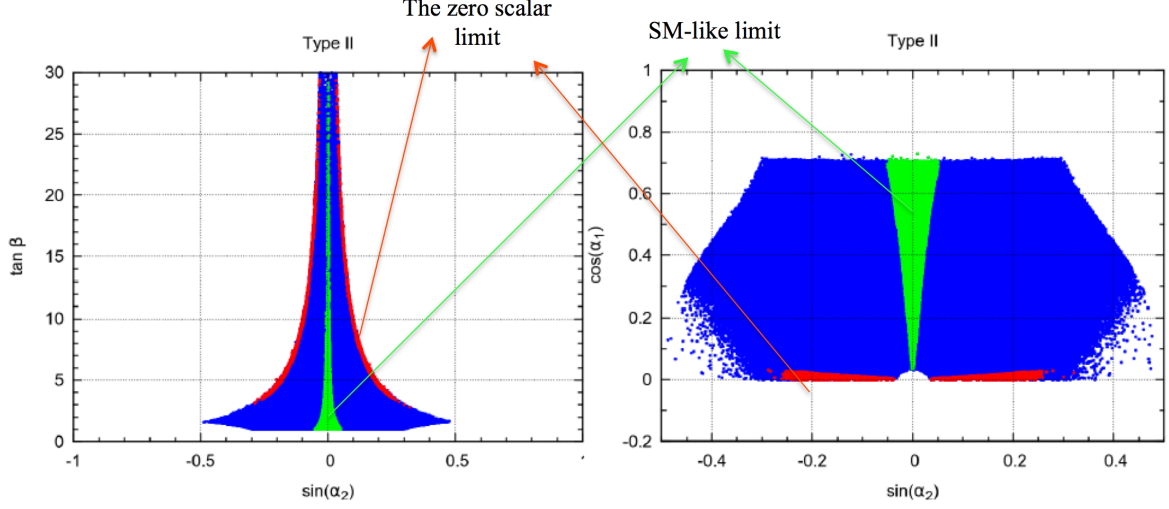 The zero scalar
limit
SM-like limit
Type II
Type II
30
25
20
15
10
5
0
tan β
-1
-0.5
0
0.5
sin(α₂)
1
0.8
0.6
0.4
0.2
0
-0.2
cos(α₁)
-0.4
-0.2
0
0.2
0.4
sin(α₂)